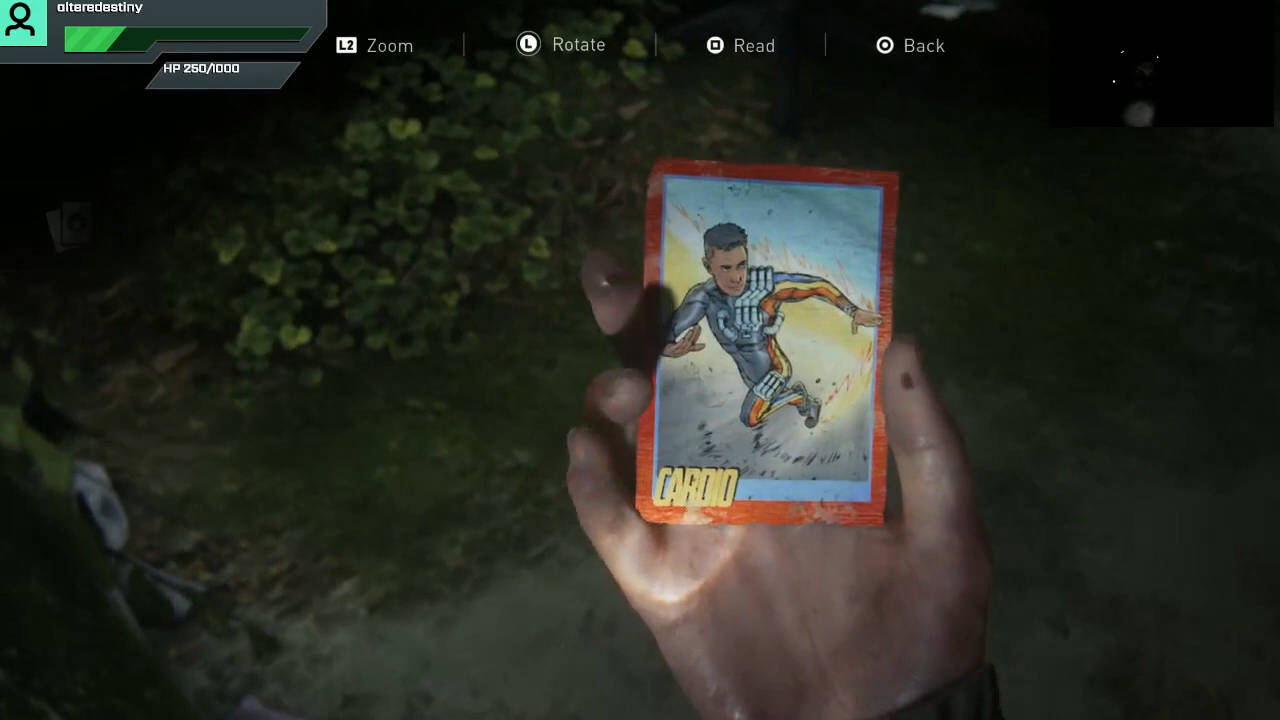 alteredestiny
HP 250/1000
L2 Zoom
L Rotate
Read
Back
CARDIO